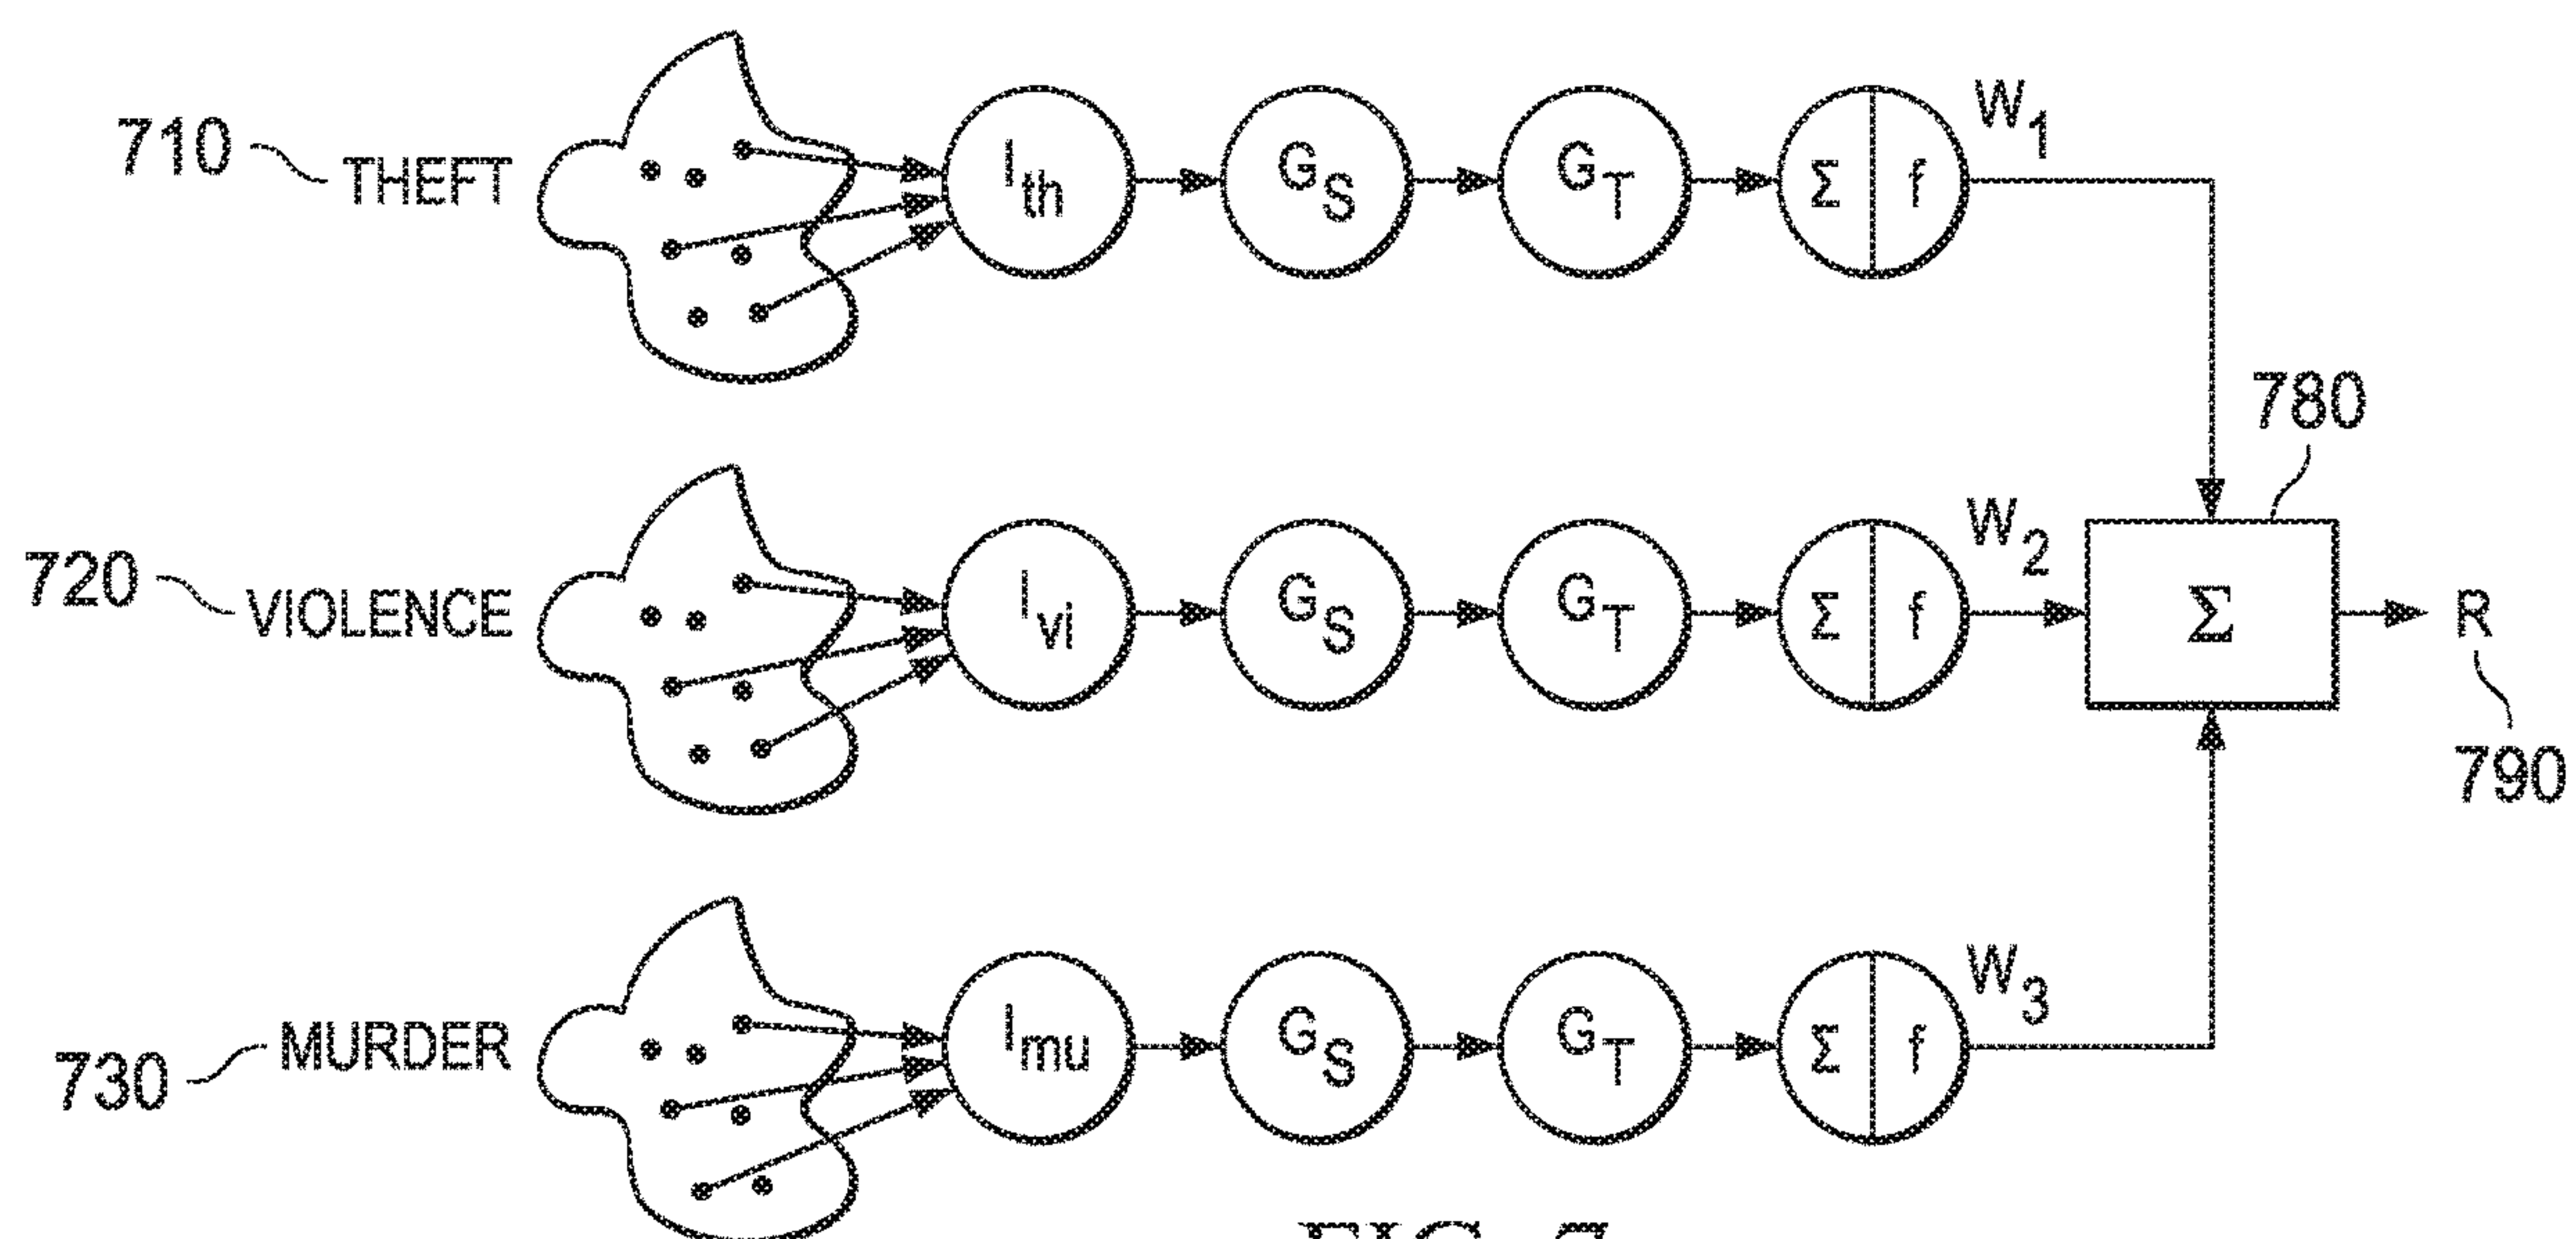 710 THEFT I_th G_S G_T Σ f W_1
780
720 VIOLENCE I_vi G_S G_T Σ f W_2 Σ R
790
730 MURDER I_mu G_S G_T Σ f W_3